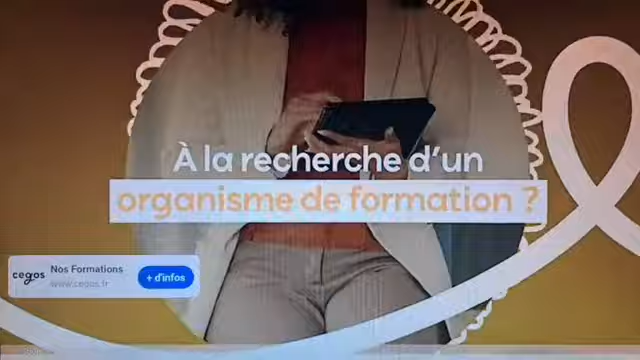 À la recherche d'un
organisme de formation ?
cegos
Nos Formations
www.cegos.fr
+ d'infos